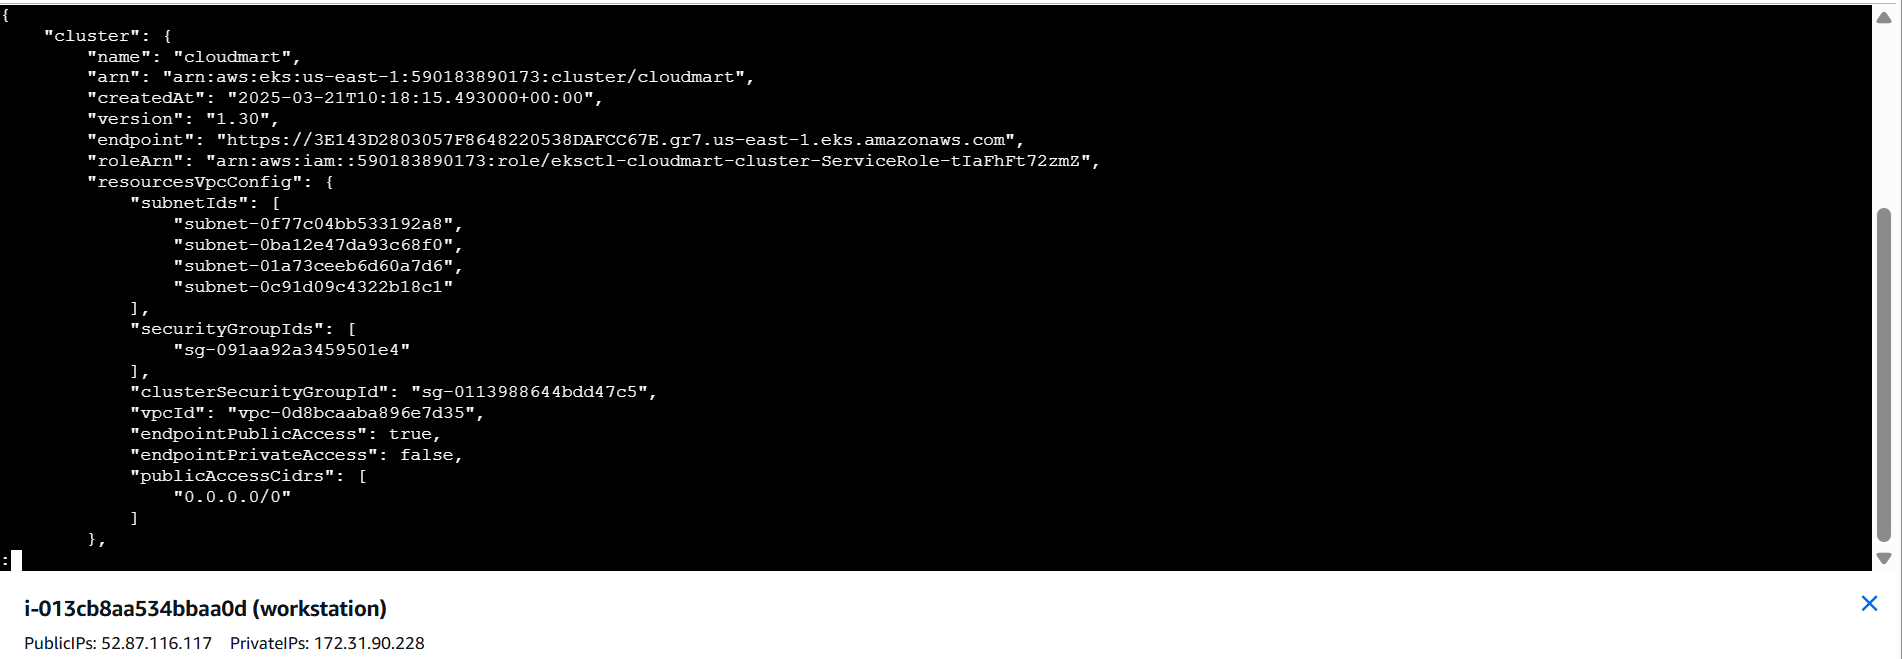 {
    "cluster": {
        "name": "cloudmart",
        "arn": "arn:aws:eks:us-east-1:590183890173:cluster/cloudmart",
        "createdAt": "2025-03-21T10:18:15.493000+00:00",
        "version": "1.30",
        "endpoint": "https://3E143D2803057F8648220538DAFCC67E.gr7.us-east-1.eks.amazonaws.com",
        "roleArn": "arn:aws:iam::590183890173:role/eksctl-cloudmart-cluster-ServiceRole-tIaFhFt72zmZ",
        "resourcesVpcConfig": {
            "subnetIds": [
                "subnet-0f77c04bb533192a8",
                "subnet-0ba12e47da93c68f0",
                "subnet-01a73ceeb6d60a7d6",
                "subnet-0c91d09c4322b18c1"
            ],
            "securityGroupIds": [
                "sg-091aa92a3459501e4"
            ],
            "clusterSecurityGroupId": "sg-0113988644bdd47c5",
            "vpcId": "vpc-0d8bcaaba896e7d35",
            "endpointPublicAccess": true,
            "endpointPrivateAccess": false,
            "publicAccessCidrs": [
                "0.0.0.0/0"
            ]
        },
:
i-013cb8aa534bbaa0d (workstation)
PublicIPs: 52.87.116.117    PrivateIPs: 172.31.90.228